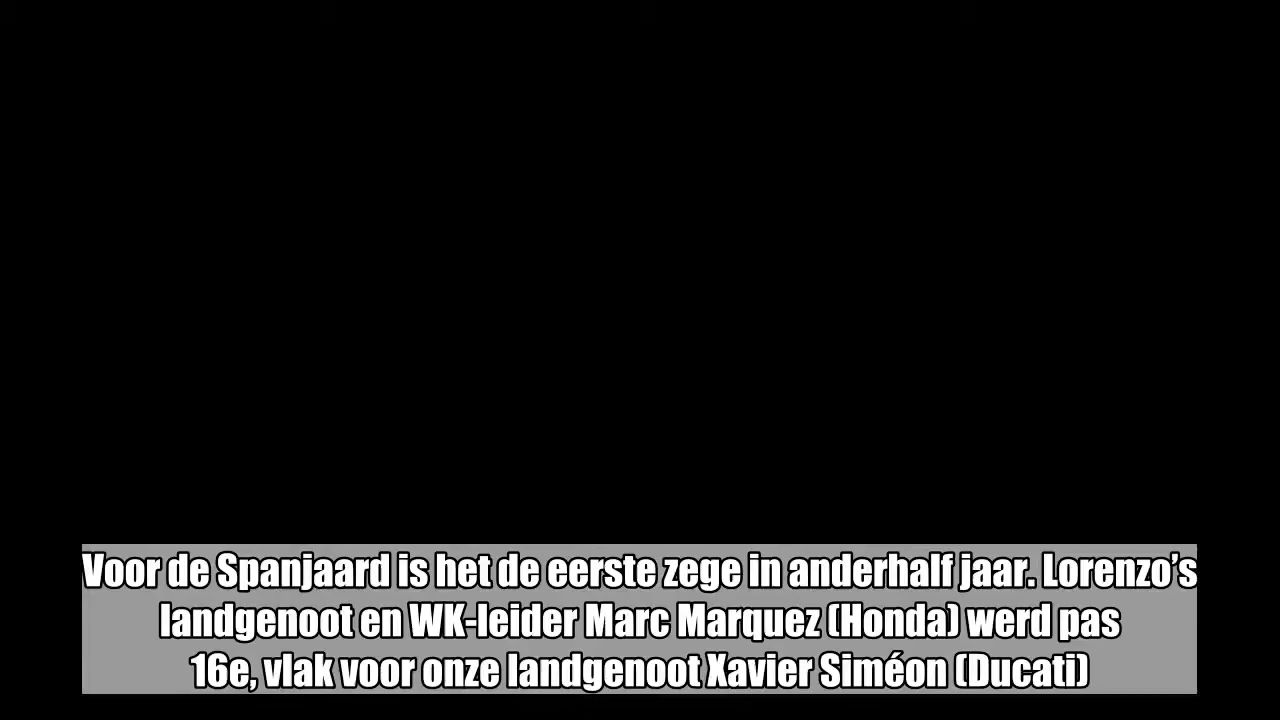 Voor de Spanjaard is het de eerste zege in anderhalf jaar. Lorenzo’s
landgenoot en WK-leider Marc Marquez (Honda) werd pas
16e, vlak voor onze landgenoot Xavier Siméon (Ducati)